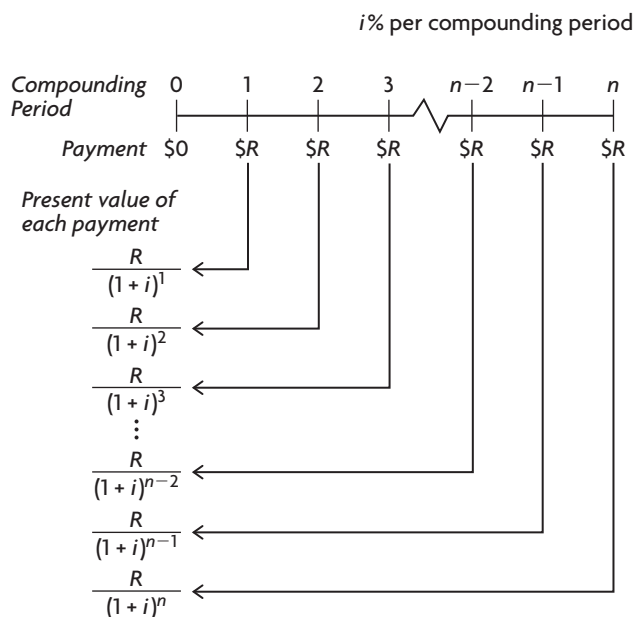 i% per compounding period
Compounding Period 0 1 2 3 n−2 n−1 n
Payment $0 $R $R $R $R $R $R
Present value of
each payment
R
(1 + i)¹
R
(1 + i)²
R
(1 + i)³
⋮
R
(1 + i)ⁿ⁻²
R
(1 + i)ⁿ⁻¹
R
(1 + i)ⁿ